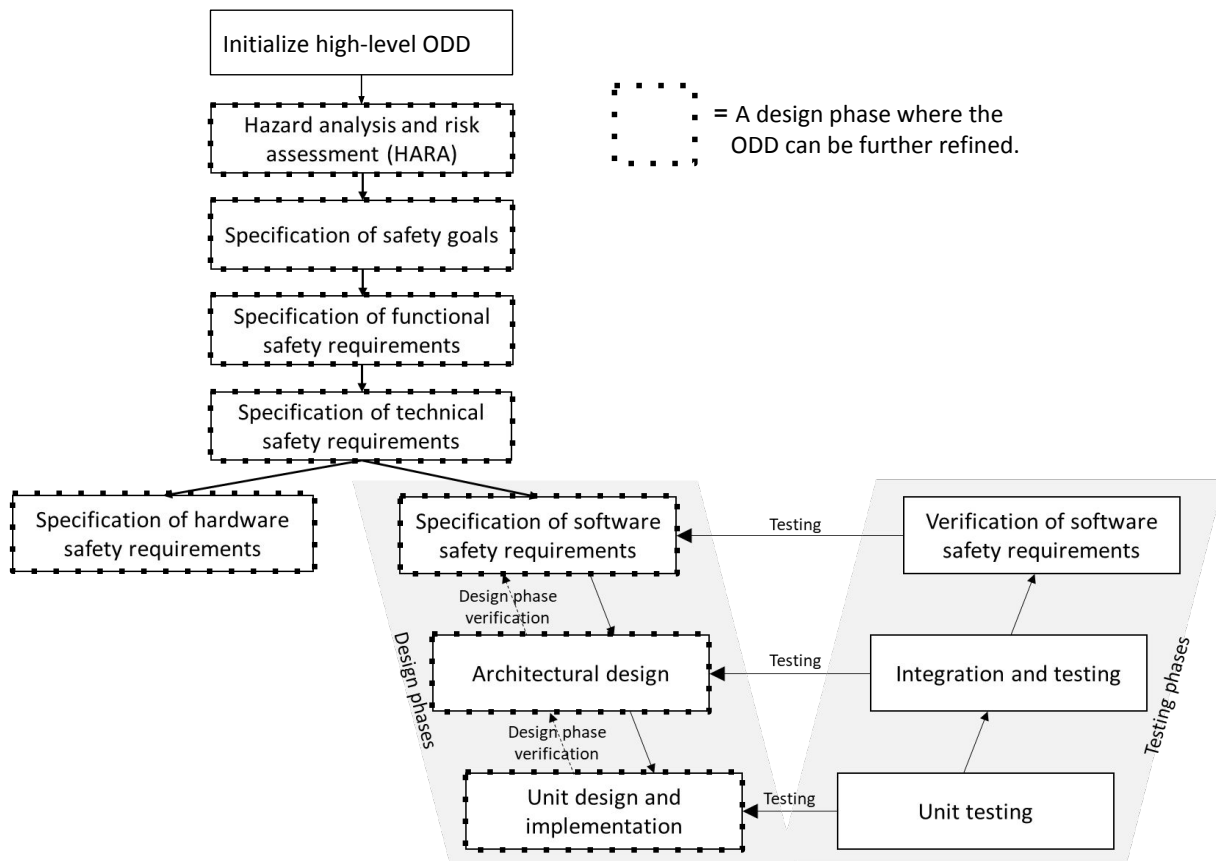 Initialize high-level ODD
Hazard analysis and risk
assessment (HARA)
= A design phase where the
ODD can be further refined.
Specification of safety goals
Specification of functional
safety requirements
Specification of technical
safety requirements
Specification of hardware
safety requirements
Specification of software
safety requirements
Testing
Verification of software
safety requirements
Design phase
verification
Design phases
Architectural design
Testing
Integration and testing
Testing phases
Design phase
verification
Unit design and
implementation
Testing
Unit testing